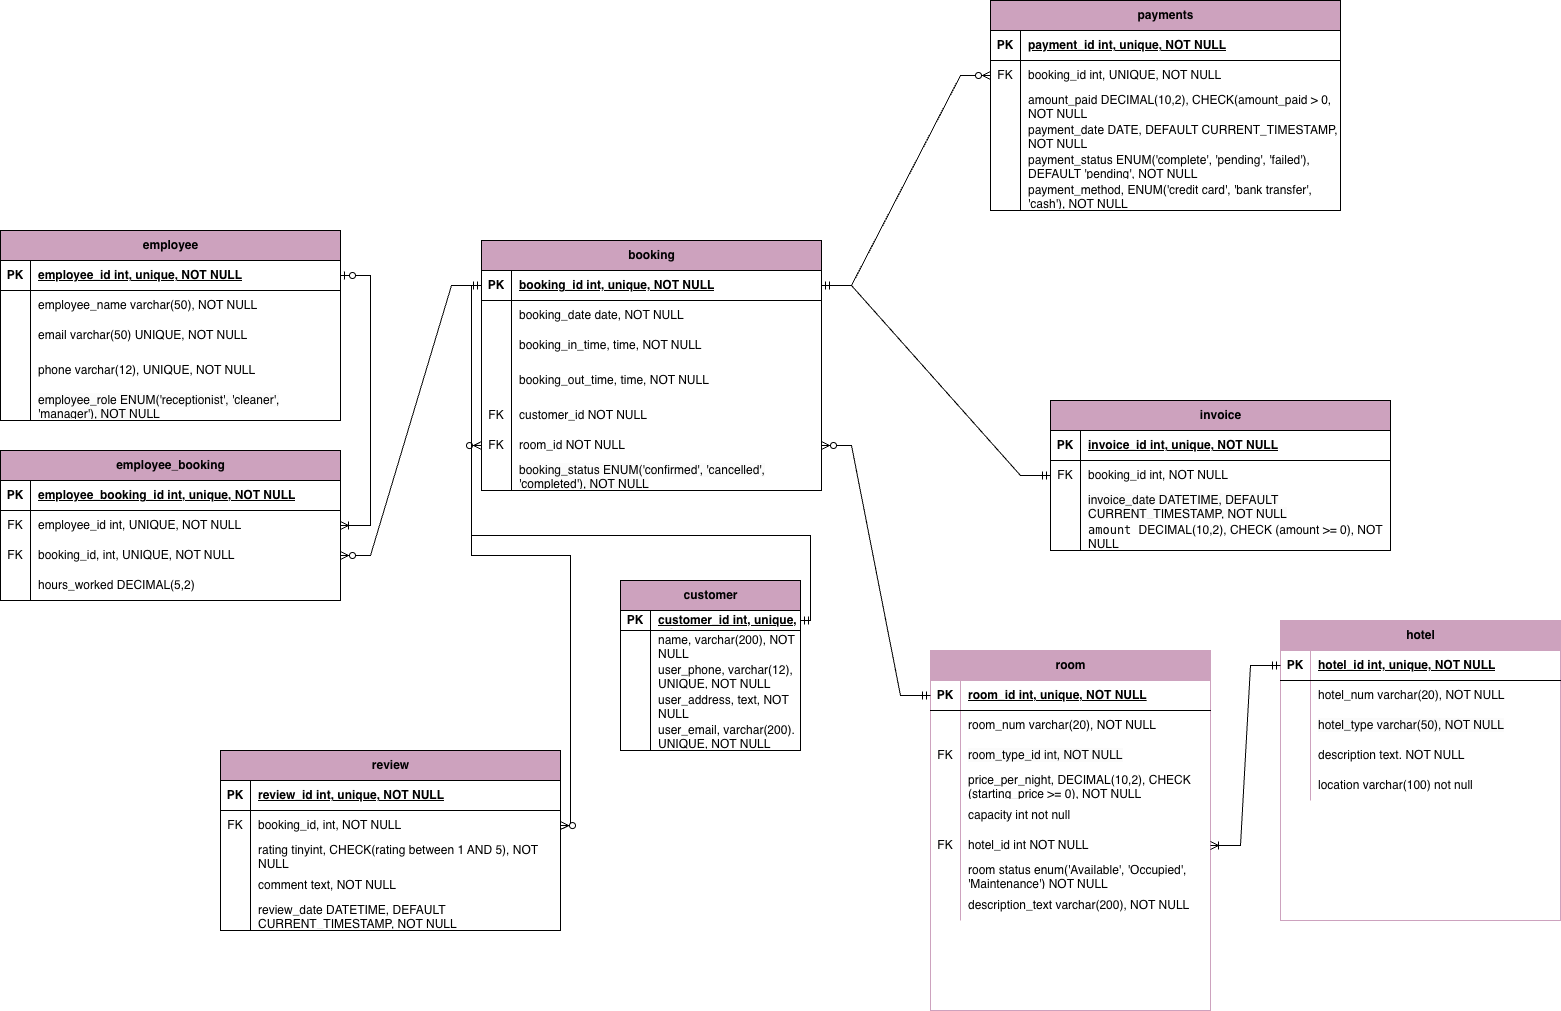 payments
PK payment_id int, unique, NOT NULL
FK booking_id int, UNIQUE, NOT NULL
amount_paid DECIMAL(10,2), CHECK(amount_paid > 0,
NOT NULL
payment_date DATE, DEFAULT CURRENT_TIMESTAMP,
NOT NULL
payment_status ENUM('complete', 'pending', 'failed'),
DEFAULT 'pending', NOT NULL
payment_method, ENUM('credit card', 'bank transfer',
'cash'), NOT NULL
employee
PK employee_id int, unique, NOT NULL
employee_name varchar(50), NOT NULL
email varchar(50) UNIQUE, NOT NULL
phone varchar(12), UNIQUE, NOT NULL
employee_role ENUM('receptionist', 'cleaner',
'manager'), NOT NULL
booking
PK booking_id int, unique, NOT NULL
booking_date date, NOT NULL
booking_in_time, time, NOT NULL
booking_out_time, time, NOT NULL
FK customer_id NOT NULL
FK room_id NOT NULL
booking_status ENUM('confirmed', 'cancelled',
'completed'), NOT NULL
invoice
PK invoice_id int, unique, NOT NULL
FK booking_id int, NOT NULL
invoice_date DATETIME, DEFAULT
CURRENT_TIMESTAMP, NOT NULL
amount DECIMAL(10,2), CHECK (amount >= 0), NOT
NULL
employee_booking
PK employee_booking_id int, unique, NOT NULL
FK employee_id int, UNIQUE, NOT NULL
FK booking_id, int, UNIQUE, NOT NULL
hours_worked DECIMAL(5,2)
customer
PK customer_id int, unique,
name, varchar(200), NOT
NULL
user_phone, varchar(12),
UNIQUE, NOT NULL
user_address, text, NOT
NULL
user_email, varchar(200).
UNIQUE, NOT NULL
room
PK room_id int, unique, NOT NULL
room_num varchar(20), NOT NULL
FK room_type_id int, NOT NULL
price_per_night, DECIMAL(10,2), CHECK
(starting_price >= 0), NOT NULL
capacity int not null
FK hotel_id int NOT NULL
room status enum('Available', 'Occupied',
'Maintenance') NOT NULL
description_text varchar(200), NOT NULL
hotel
PK hotel_id int, unique, NOT NULL
hotel_num varchar(20), NOT NULL
hotel_type varchar(50), NOT NULL
description text. NOT NULL
location varchar(100) not null
review
PK review_id int, unique, NOT NULL
FK booking_id, int, NOT NULL
rating tinyint, CHECK(rating between 1 AND 5), NOT
NULL
comment text, NOT NULL
review_date DATETIME, DEFAULT
CURRENT_TIMESTAMP, NOT NULL